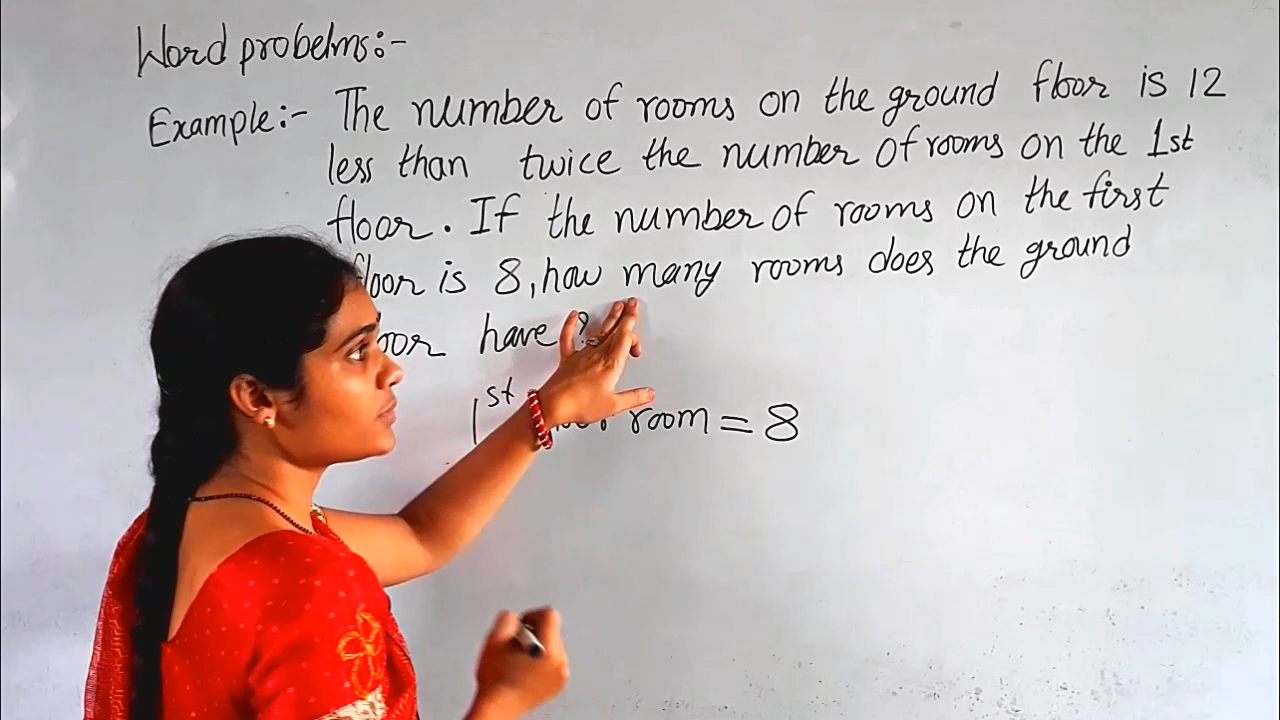 Word probelms:-
Example:- The number of rooms on the ground floor is 12
less than twice the number of rooms on the 1st
floor. If the number of rooms on the first
floor is 8, how many rooms does the ground
floor have ?
1st floor room = 8